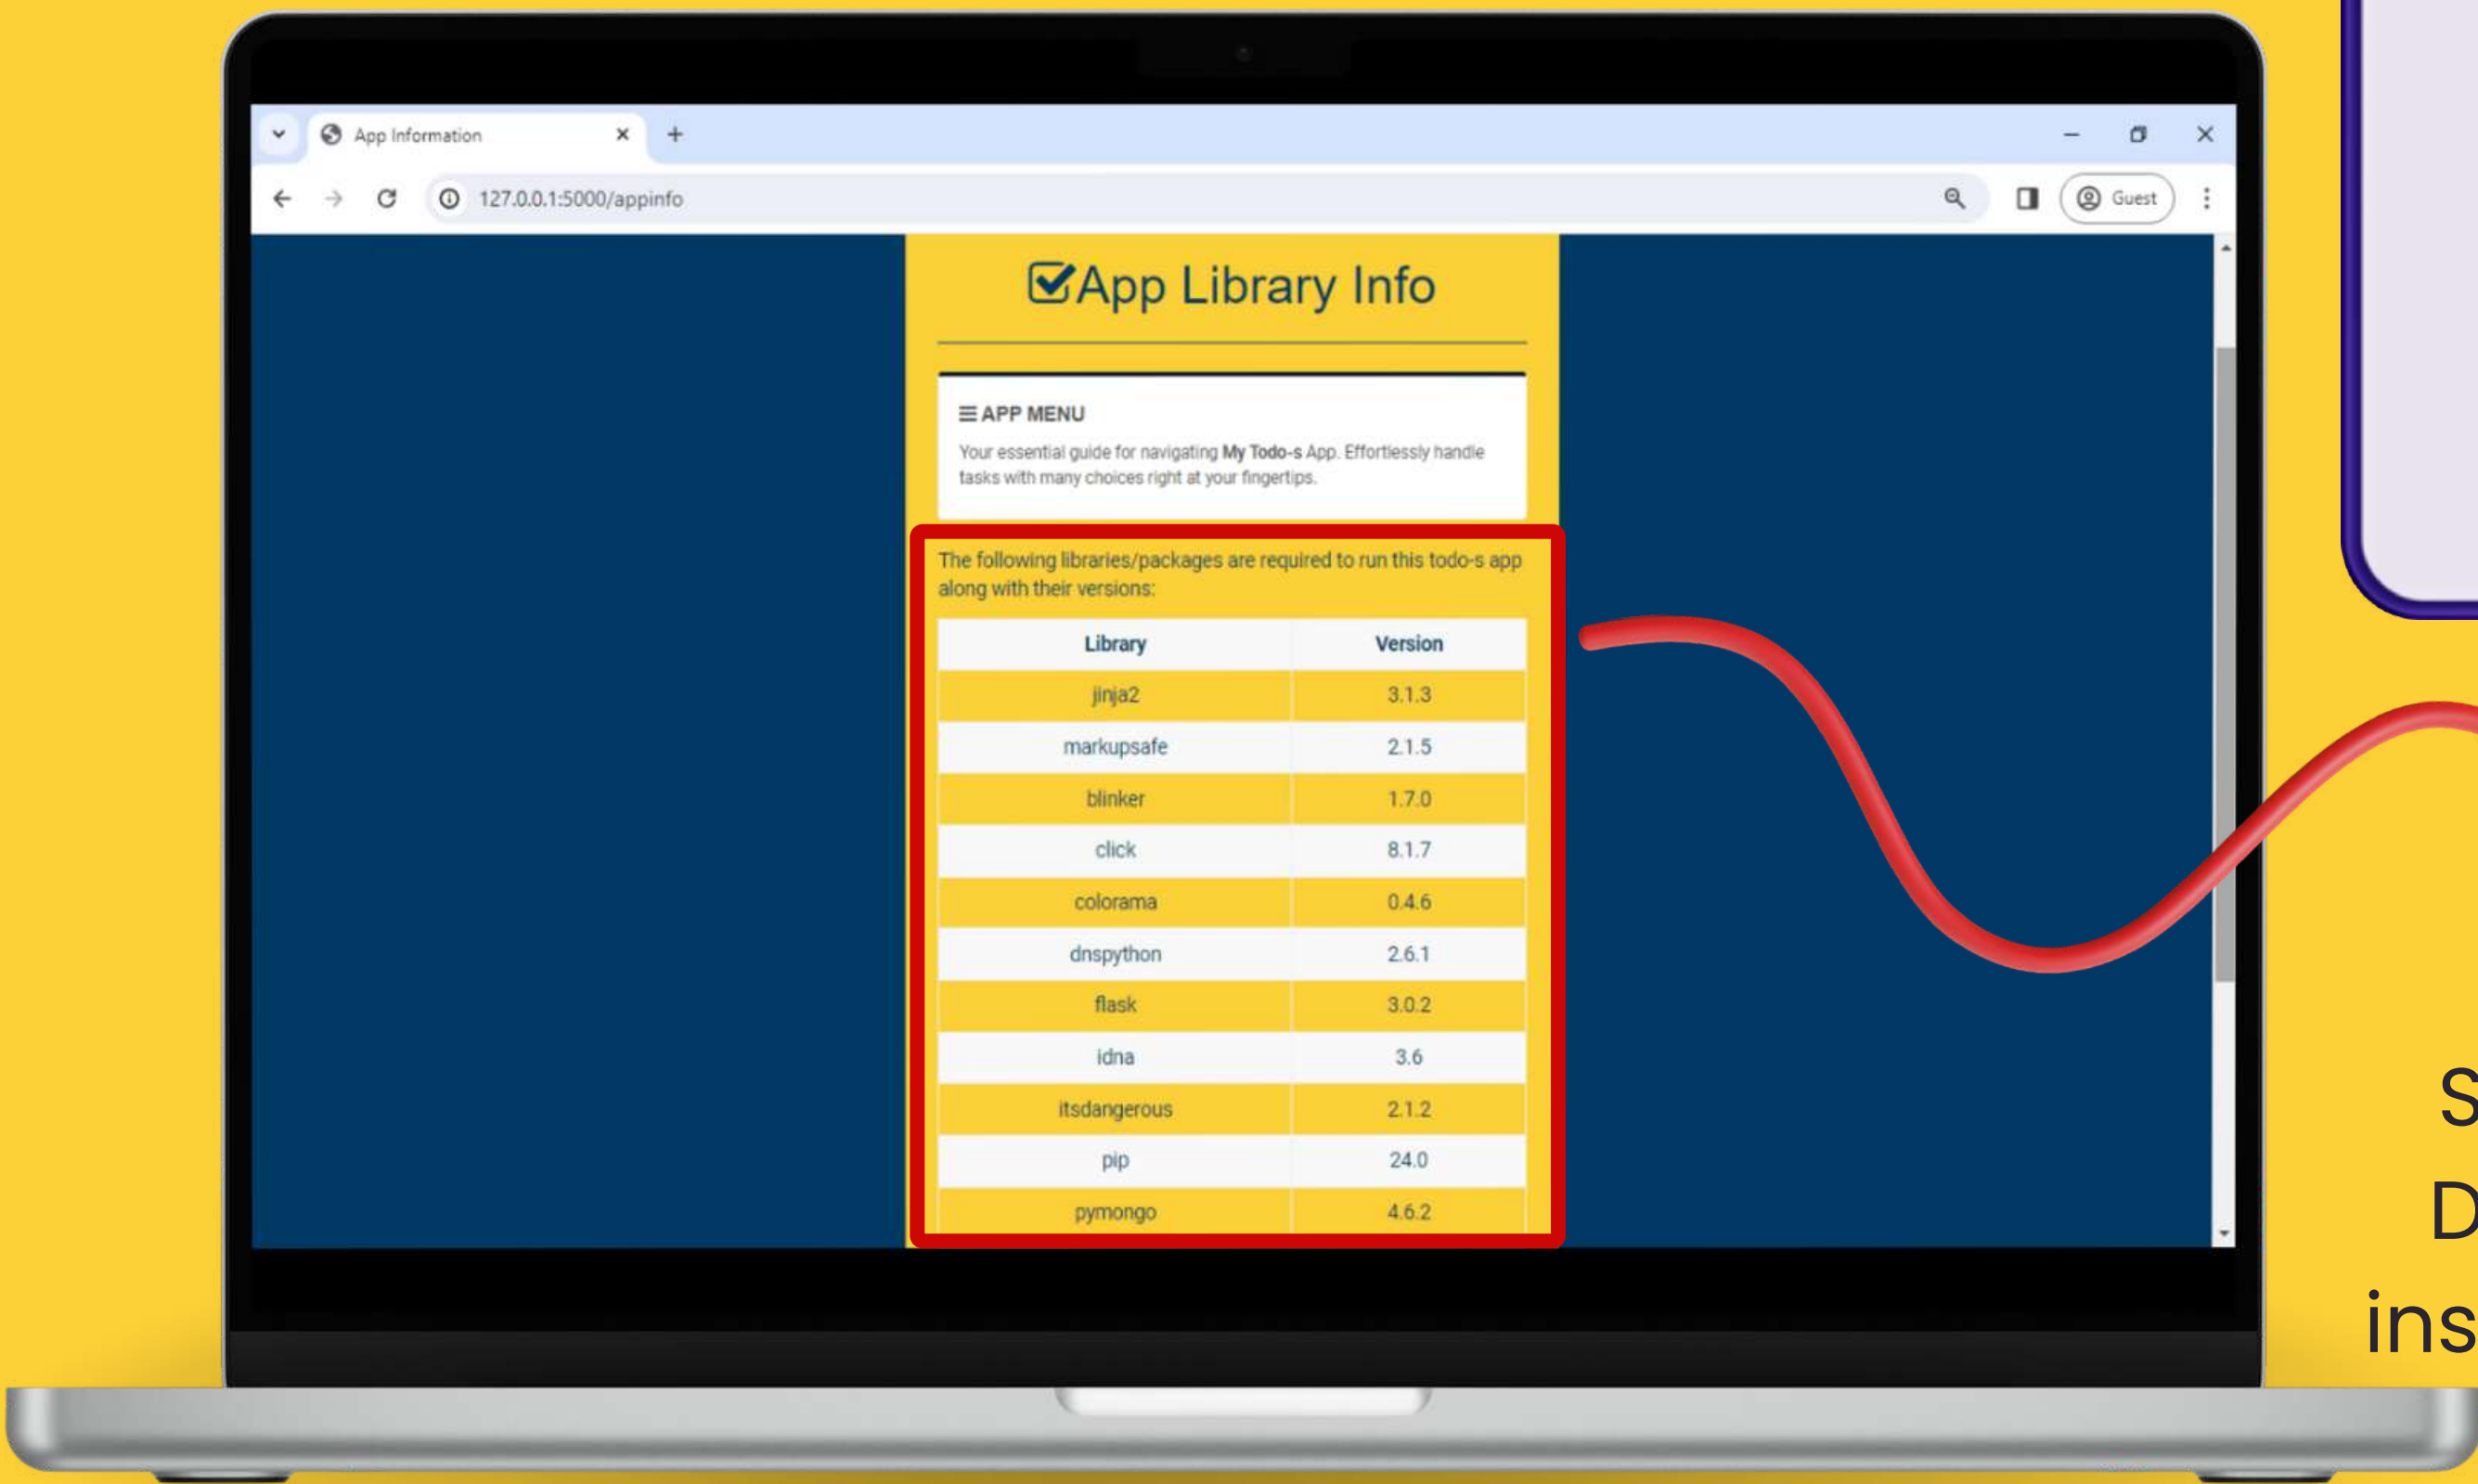 App Information
127.0.0.1:5000/appinfo
Guest
App Library Info
APP MENU
Your essential guide for navigating My Todo-s App. Effortlessly handle
tasks with many choices right at your fingertips.
The following libraries/packages are required to run this todo-s app
along with their versions:
Library Version
jinja2 3.1.3
markupsafe 2.1.5
blinker 1.7.0
click 8.1.7
colorama 0.4.6
dnspython 2.6.1
flask 3.0.2
idna 3.6
itsdangerous 2.1.2
pip 24.0
pymongo 4.6.2
S
D
ins